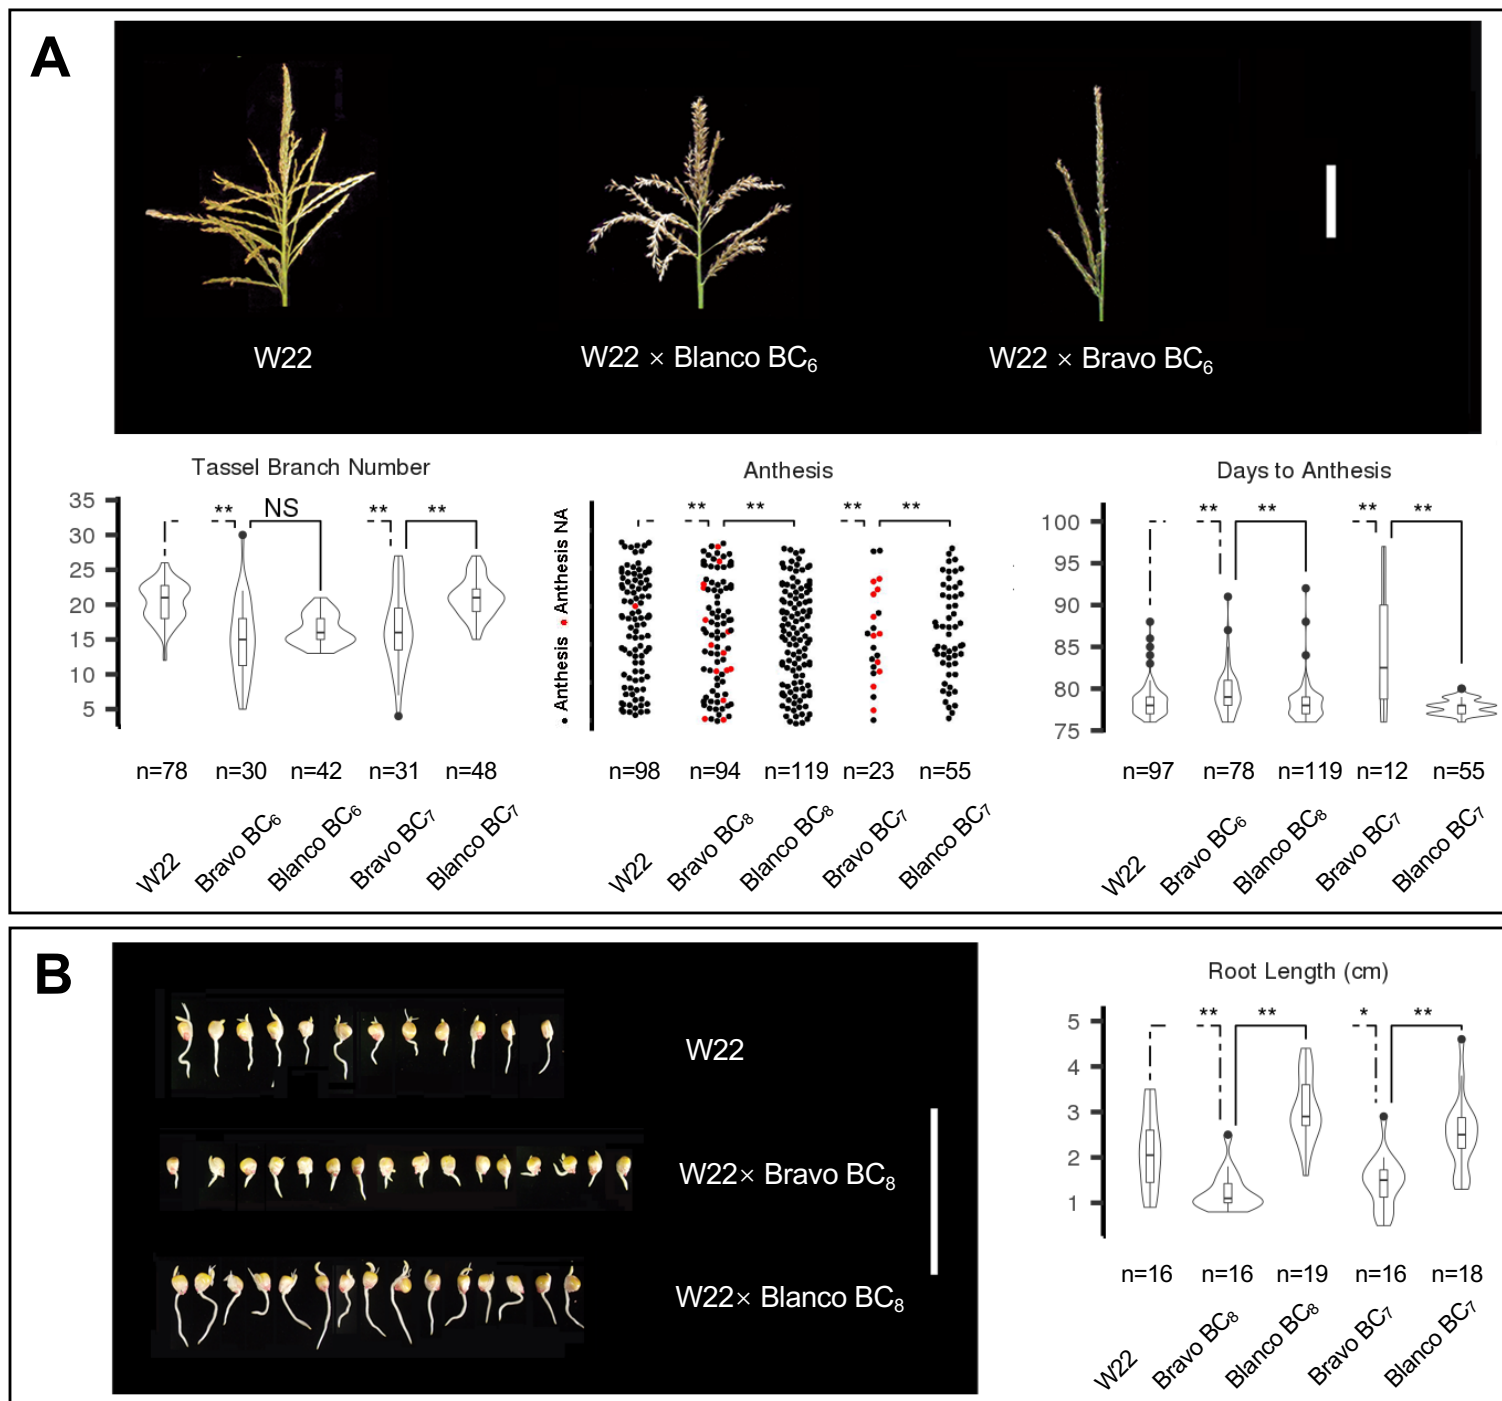 A
W22
W22 × Blanco BC₆
W22 × Bravo BC₆
Tassel Branch Number
35
30
25
20
15
10
5
**
NS
**
**
n=78
n=30
n=42
n=31
n=48
W22
Bravo BC₆
Blanco BC₆
Bravo BC₇
Blanco BC₇
Anthesis
Anthesis Anthesis NA
**
**
**
**
n=98
n=94
n=119
n=23
n=55
W22
Bravo BC₈
Blanco BC₈
Bravo BC₇
Blanco BC₇
Days to Anthesis
100
95
90
85
80
75
**
**
**
**
n=97
n=78
n=119
n=12
n=55
W22
Bravo BC₆
Blanco BC₈
Bravo BC₇
Blanco BC₇
B
W22
W22× Bravo BC₈
W22× Blanco BC₈
Root Length (cm)
5
4
3
2
1
**
**
*
**
n=16
n=16
n=19
n=16
n=18
W22
Bravo BC₈
Blanco BC₈
Bravo BC₇
Blanco BC₇